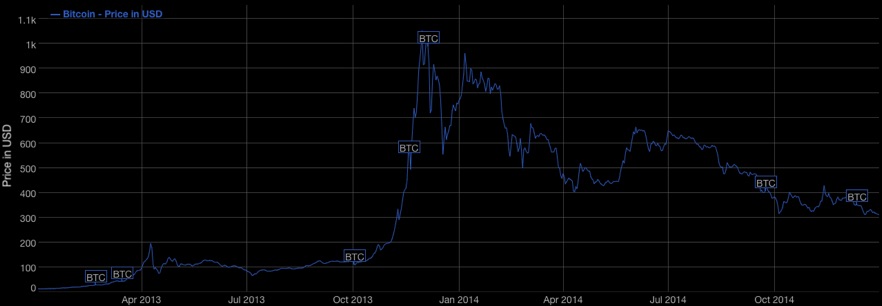 Bitcoin - Price in USD
1.1k
1k
900
800
700
600
500
400
300
200
100
0
Price in USD
BTC
BTC
BTC
BTC
BTC
BTC
BTC
Apr 2013
Jul 2013
Oct 2013
Jan 2014
Apr 2014
Jul 2014
Oct 2014